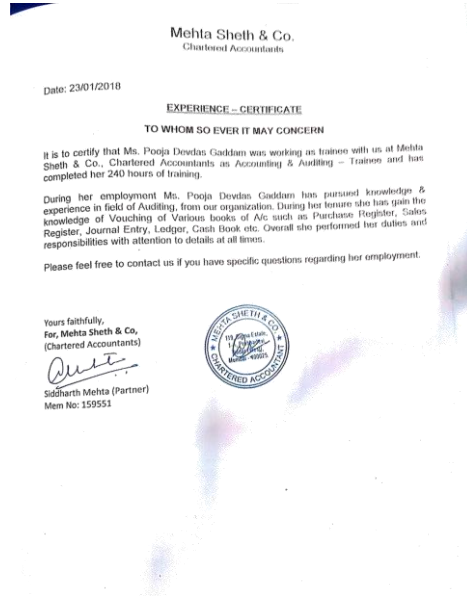 Mehta Sheth & Co.
Chartered Accountants
Date: 23/01/2018
EXPERIENCE – CERTIFICATE
TO WHOM SO EVER IT MAY CONCERN
It is to certify that Ms. Pooja Devdas Gaddam was working as trainee with us at Mehta
Sheth & Co., Chartered Accountants as Accounting & Auditing – Trainee and has
completed her 240 hours of training.
During her employment Ms. Pooja Devdas Gaddam has pursued knowledge &
experience in field of Auditing, from our organization. During her tenure she has gain the
knowledge of Vouching of Various books of A/c such as Purchase Register, Sales
Register, Journal Entry, Ledger, Cash Book etc. Overall she performed her duties and
responsibilities with attention to details at all times.
Please feel free to contact us if you have specific questions regarding her employment.
Yours faithfully,
For, Mehta Sheth & Co,
(Chartered Accountants)
Siddharth Mehta (Partner)
Mem No: 159551
MEHTA SHETH & CO.
CHARTERED ACCOUNTANT
Estate,